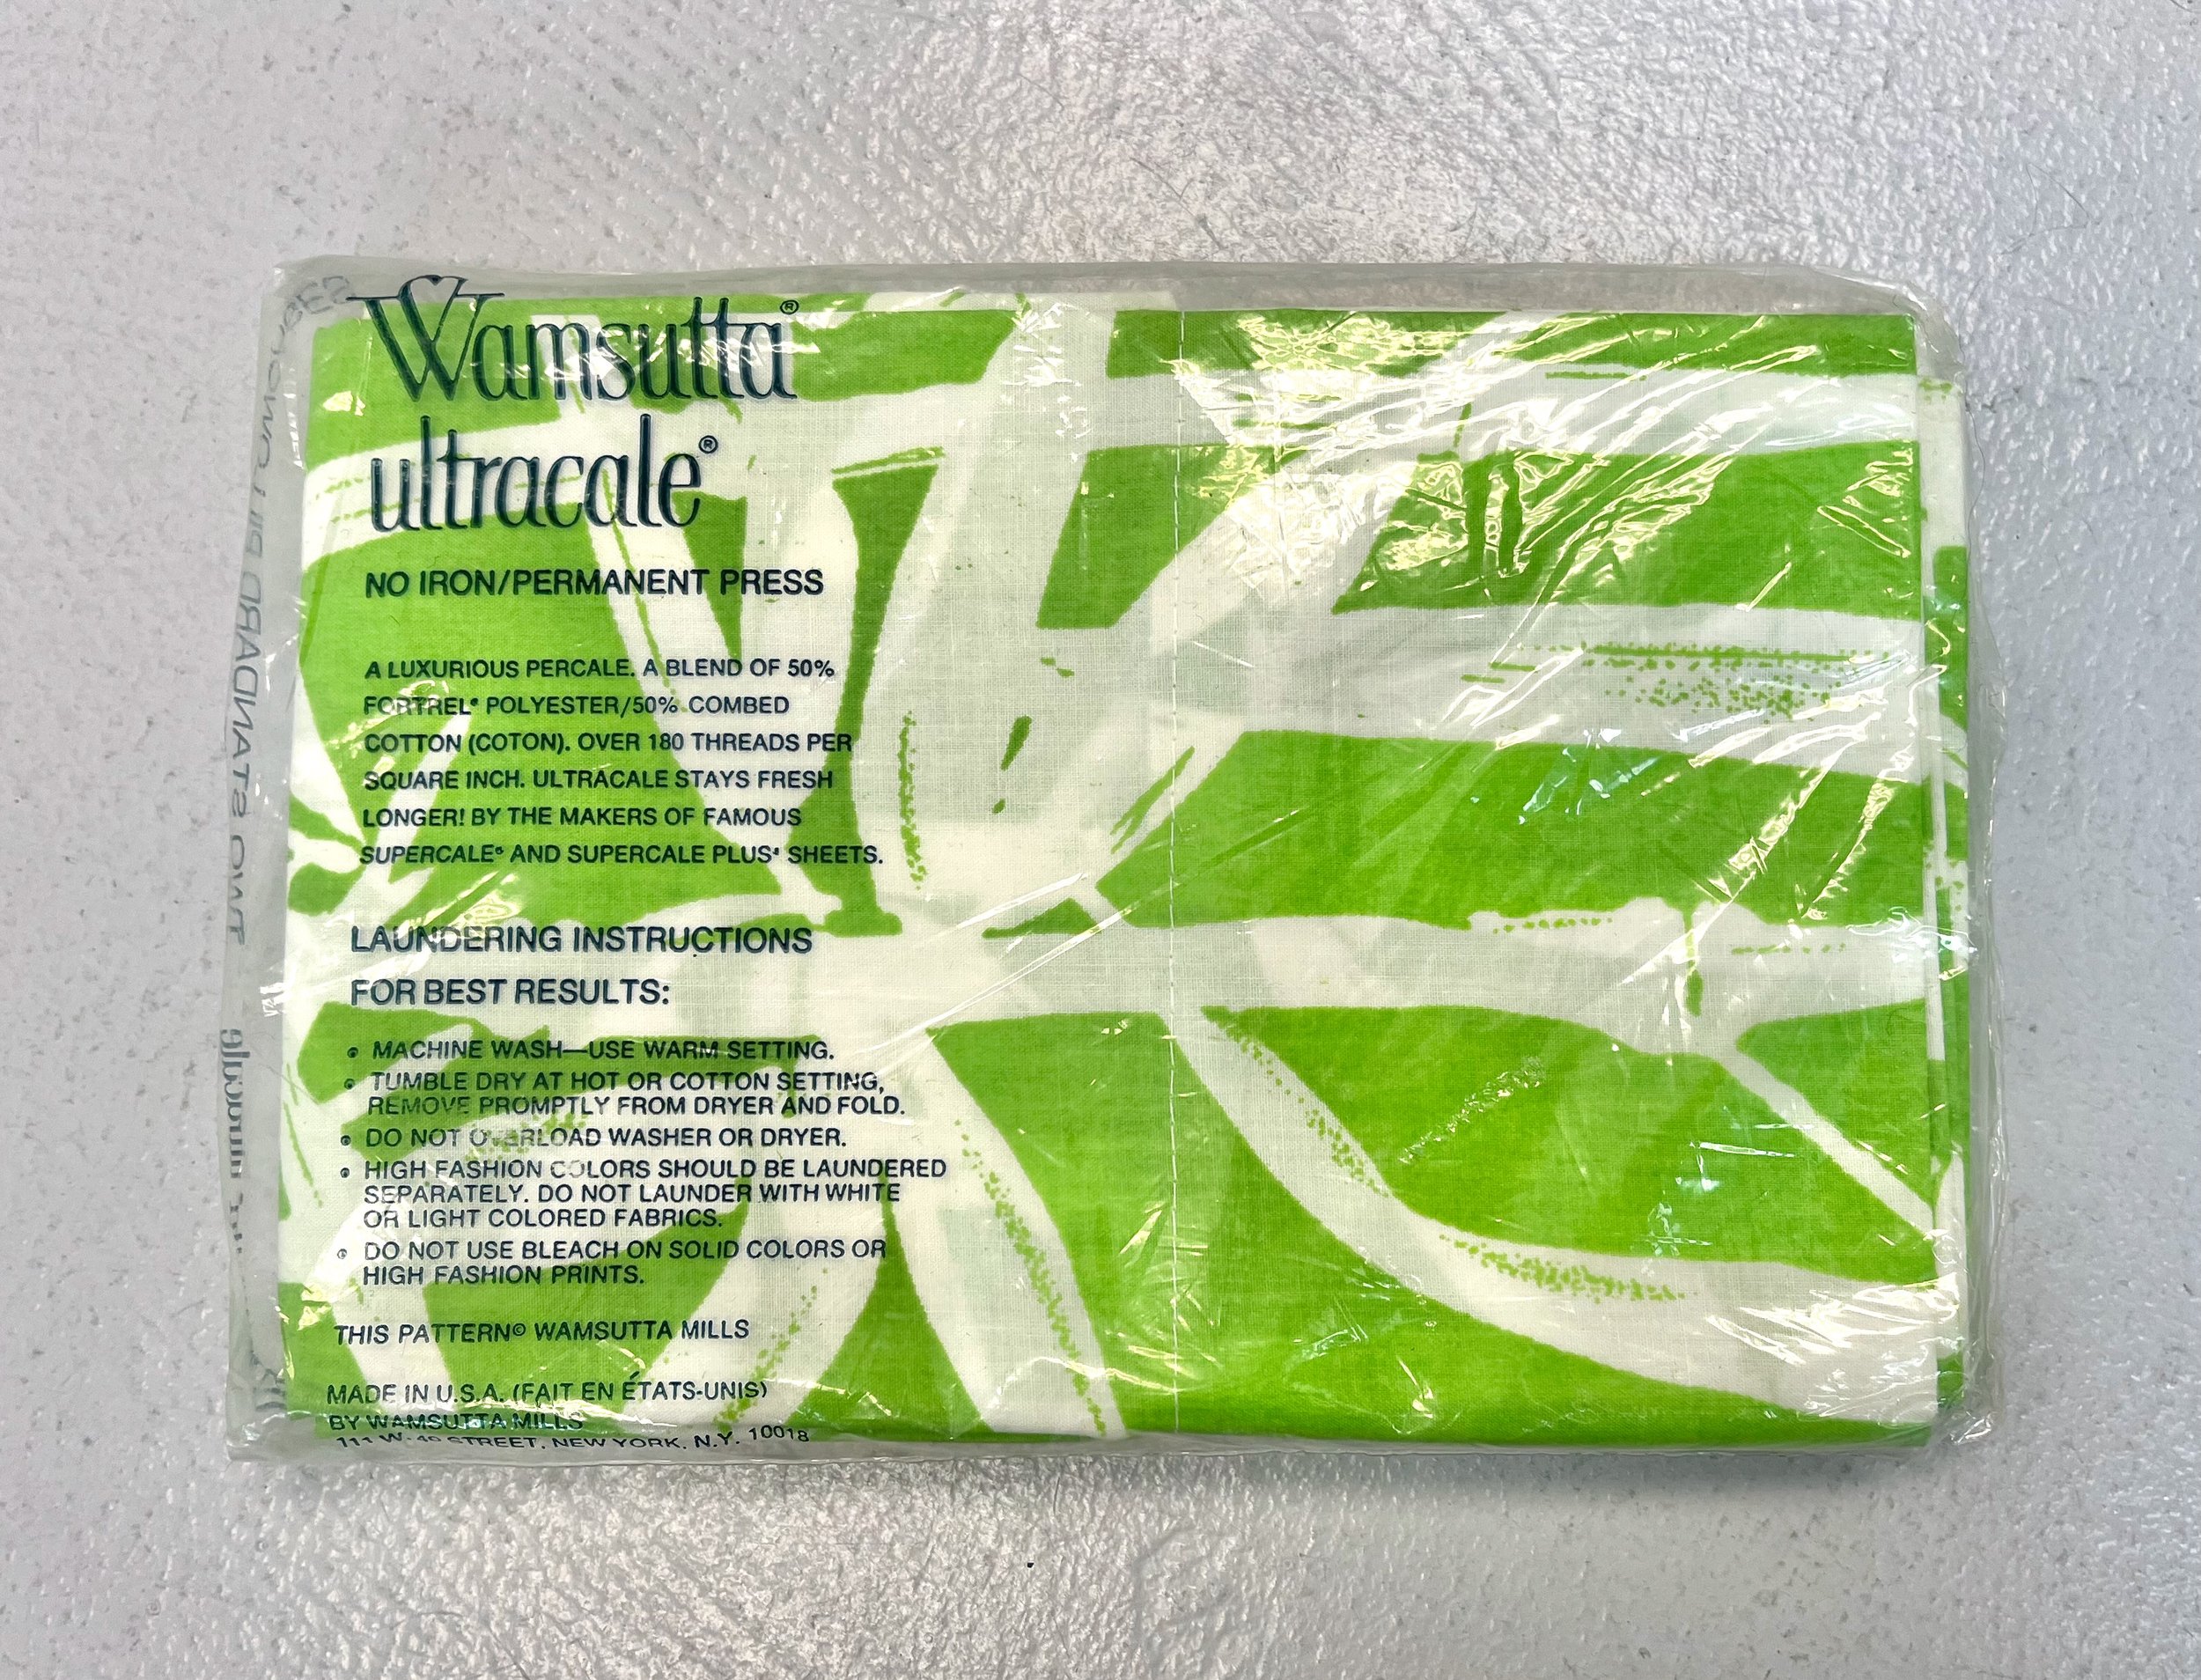 Wamsutta®
ultracale®
NO IRON/PERMANENT PRESS
A LUXURIOUS PERCALE. A BLEND OF 50%
FORTREL® POLYESTER/50% COMBED
COTTON (COTON). OVER 180 THREADS PER
SQUARE INCH. ULTRACALE STAYS FRESH
LONGER! BY THE MAKERS OF FAMOUS
SUPERCALE® AND SUPERCALE PLUS® SHEETS.
LAUNDERING INSTRUCTIONS
FOR BEST RESULTS:
• MACHINE WASH—USE WARM SETTING.
• TUMBLE DRY AT HOT OR COTTON SETTING,
REMOVE PROMPTLY FROM DRYER AND FOLD.
• DO NOT OVERLOAD WASHER OR DRYER.
• HIGH FASHION COLORS SHOULD BE LAUNDERED
SEPARATELY. DO NOT LAUNDER WITH WHITE
OR LIGHT COLORED FABRICS.
• DO NOT USE BLEACH ON SOLID COLORS OR
HIGH FASHION PRINTS.
THIS PATTERN© WAMSUTTA MILLS
MADE IN U.S.A. (FAIT EN ÉTATS-UNIS)
BY WAMSUTTA MILLS
111 W. 40 STREET, NEW YORK, N.Y. 10018
TWO STANDARD PILLOWCASES